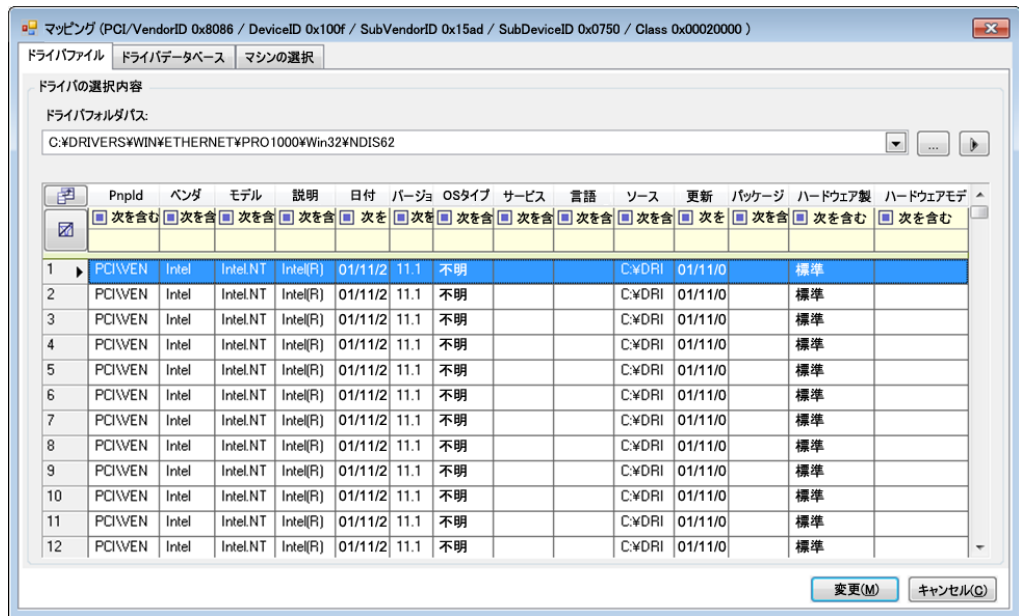 マッピング (PCI/VendorID 0x8086 / DeviceID 0x100f / SubVendorID 0x15ad / SubDeviceID 0x0750 / Class 0x00020000 )
ドライバファイル ドライバデータベース マシンの選択
ドライバの選択内容
ドライバフォルダパス:
C:¥DRIVERS¥WIN¥ETHERNET¥PRO1000¥Win32¥NDIS62 ...
PnpId ベンダ モデル 説明 日付 バージョ OSタイプ サービス 言語 ソース 更新 パッケージ ハードウェア製 ハードウェアモデ
次を含む 次を含 次を含 次を含 次を 次を 次を含 次を含 次を含 次を含 次を 次を含 次を含む 次を含む
1 PCI\VEN Intel Intel.NT Intel(R) 01/11/2 11.1 不明 C:¥DRI 01/11/0 標準
2 PCI\VEN Intel Intel.NT Intel(R) 01/11/2 11.1 不明 C:¥DRI 01/11/0 標準
3 PCI\VEN Intel Intel.NT Intel(R) 01/11/2 11.1 不明 C:¥DRI 01/11/0 標準
4 PCI\VEN Intel Intel.NT Intel(R) 01/11/2 11.1 不明 C:¥DRI 01/11/0 標準
5 PCI\VEN Intel Intel.NT Intel(R) 01/11/2 11.1 不明 C:¥DRI 01/11/0 標準
6 PCI\VEN Intel Intel.NT Intel(R) 01/11/2 11.1 不明 C:¥DRI 01/11/0 標準
7 PCI\VEN Intel Intel.NT Intel(R) 01/11/2 11.1 不明 C:¥DRI 01/11/0 標準
8 PCI\VEN Intel Intel.NT Intel(R) 01/11/2 11.1 不明 C:¥DRI 01/11/0 標準
9 PCI\VEN Intel Intel.NT Intel(R) 01/11/2 11.1 不明 C:¥DRI 01/11/0 標準
10 PCI\VEN Intel Intel.NT Intel(R) 01/11/2 11.1 不明 C:¥DRI 01/11/0 標準
11 PCI\VEN Intel Intel.NT Intel(R) 01/11/2 11.1 不明 C:¥DRI 01/11/0 標準
12 PCI\VEN Intel Intel.NT Intel(R) 01/11/2 11.1 不明 C:¥DRI 01/11/0 標準
変更(M) キャンセル(C)